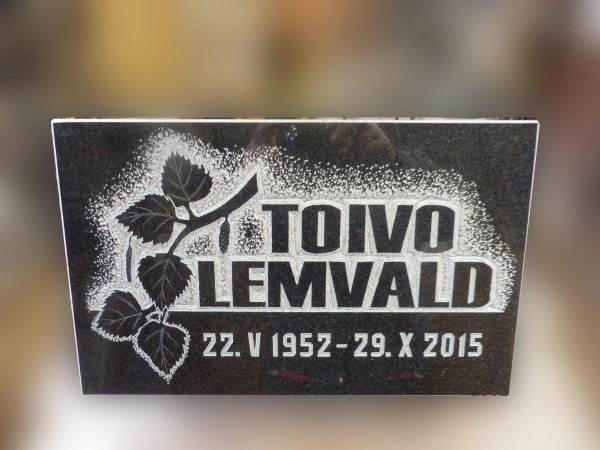 TOIVO
LEMVALD
22. V 1952 - 29. X 2015